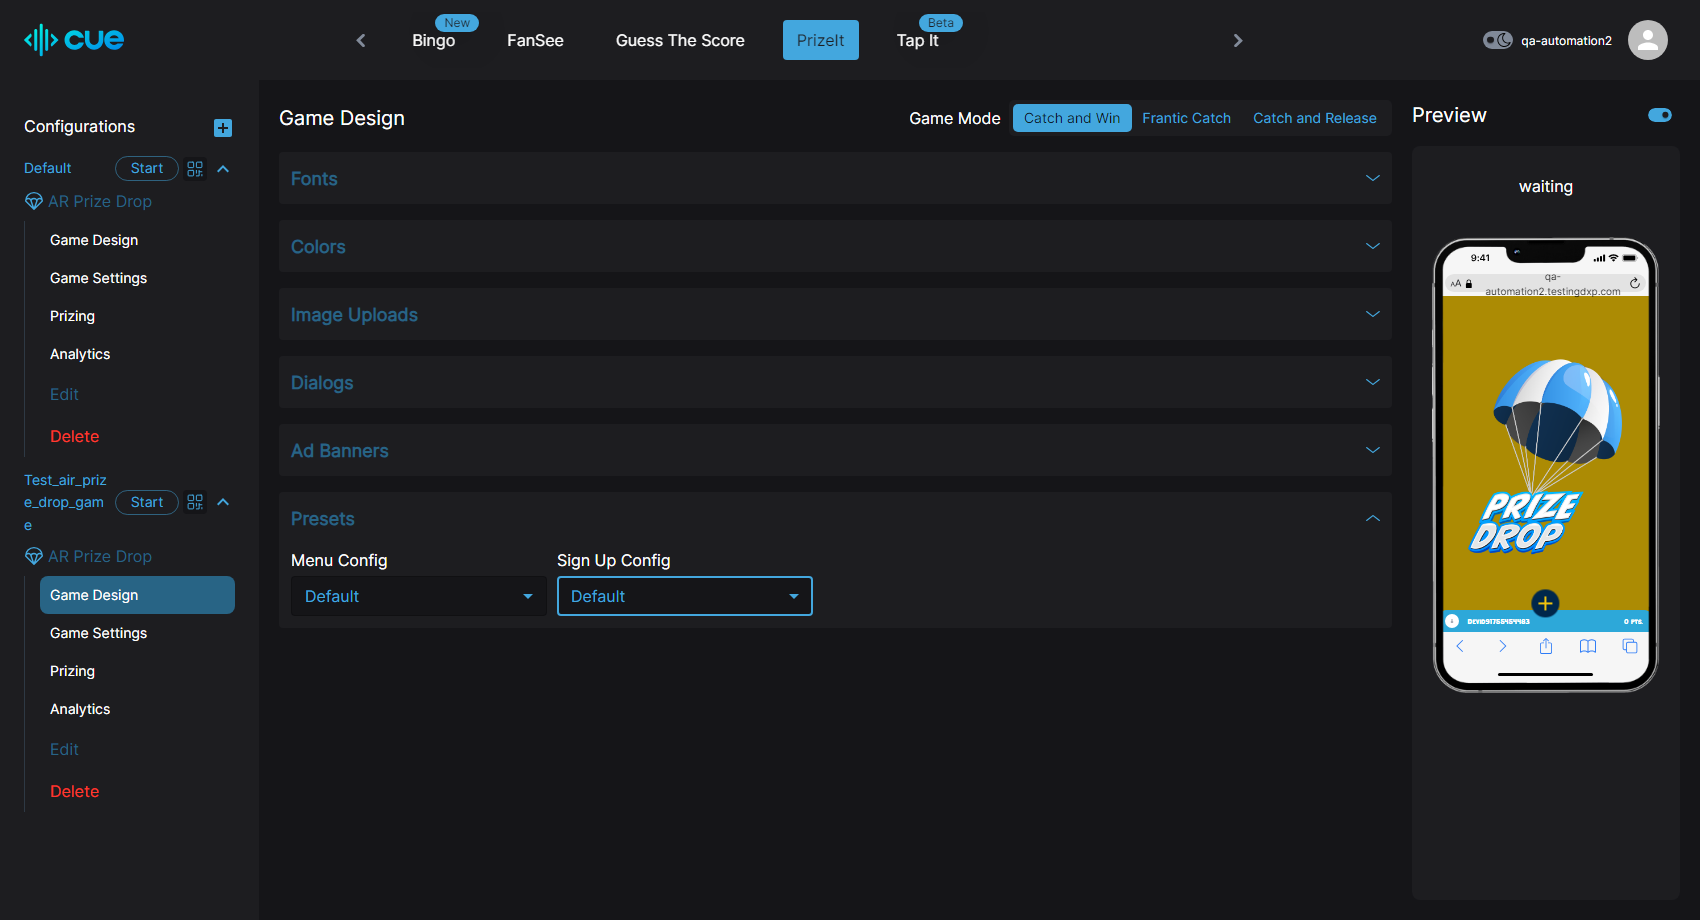 cue
New
Bingo
FanSee
Guess The Score
PrizeIt
Beta
Tap It
qa-automation2
Configurations
Default
Start
AR Prize Drop
Game Design
Game Settings
Prizing
Analytics
Edit
Delete
Test_air_priz
e_drop_gam
e
Start
AR Prize Drop
Game Design
Game Settings
Prizing
Analytics
Edit
Delete
Game Design
Game Mode
Catch and Win
Frantic Catch
Catch and Release
Fonts
Colors
Image Uploads
Dialogs
Ad Banners
Presets
Menu Config
Sign Up Config
Default
Default
Preview
waiting
9:41
AA
qa-
automation2.testingdxp.com
PRIZE
DROP
0 PTS.